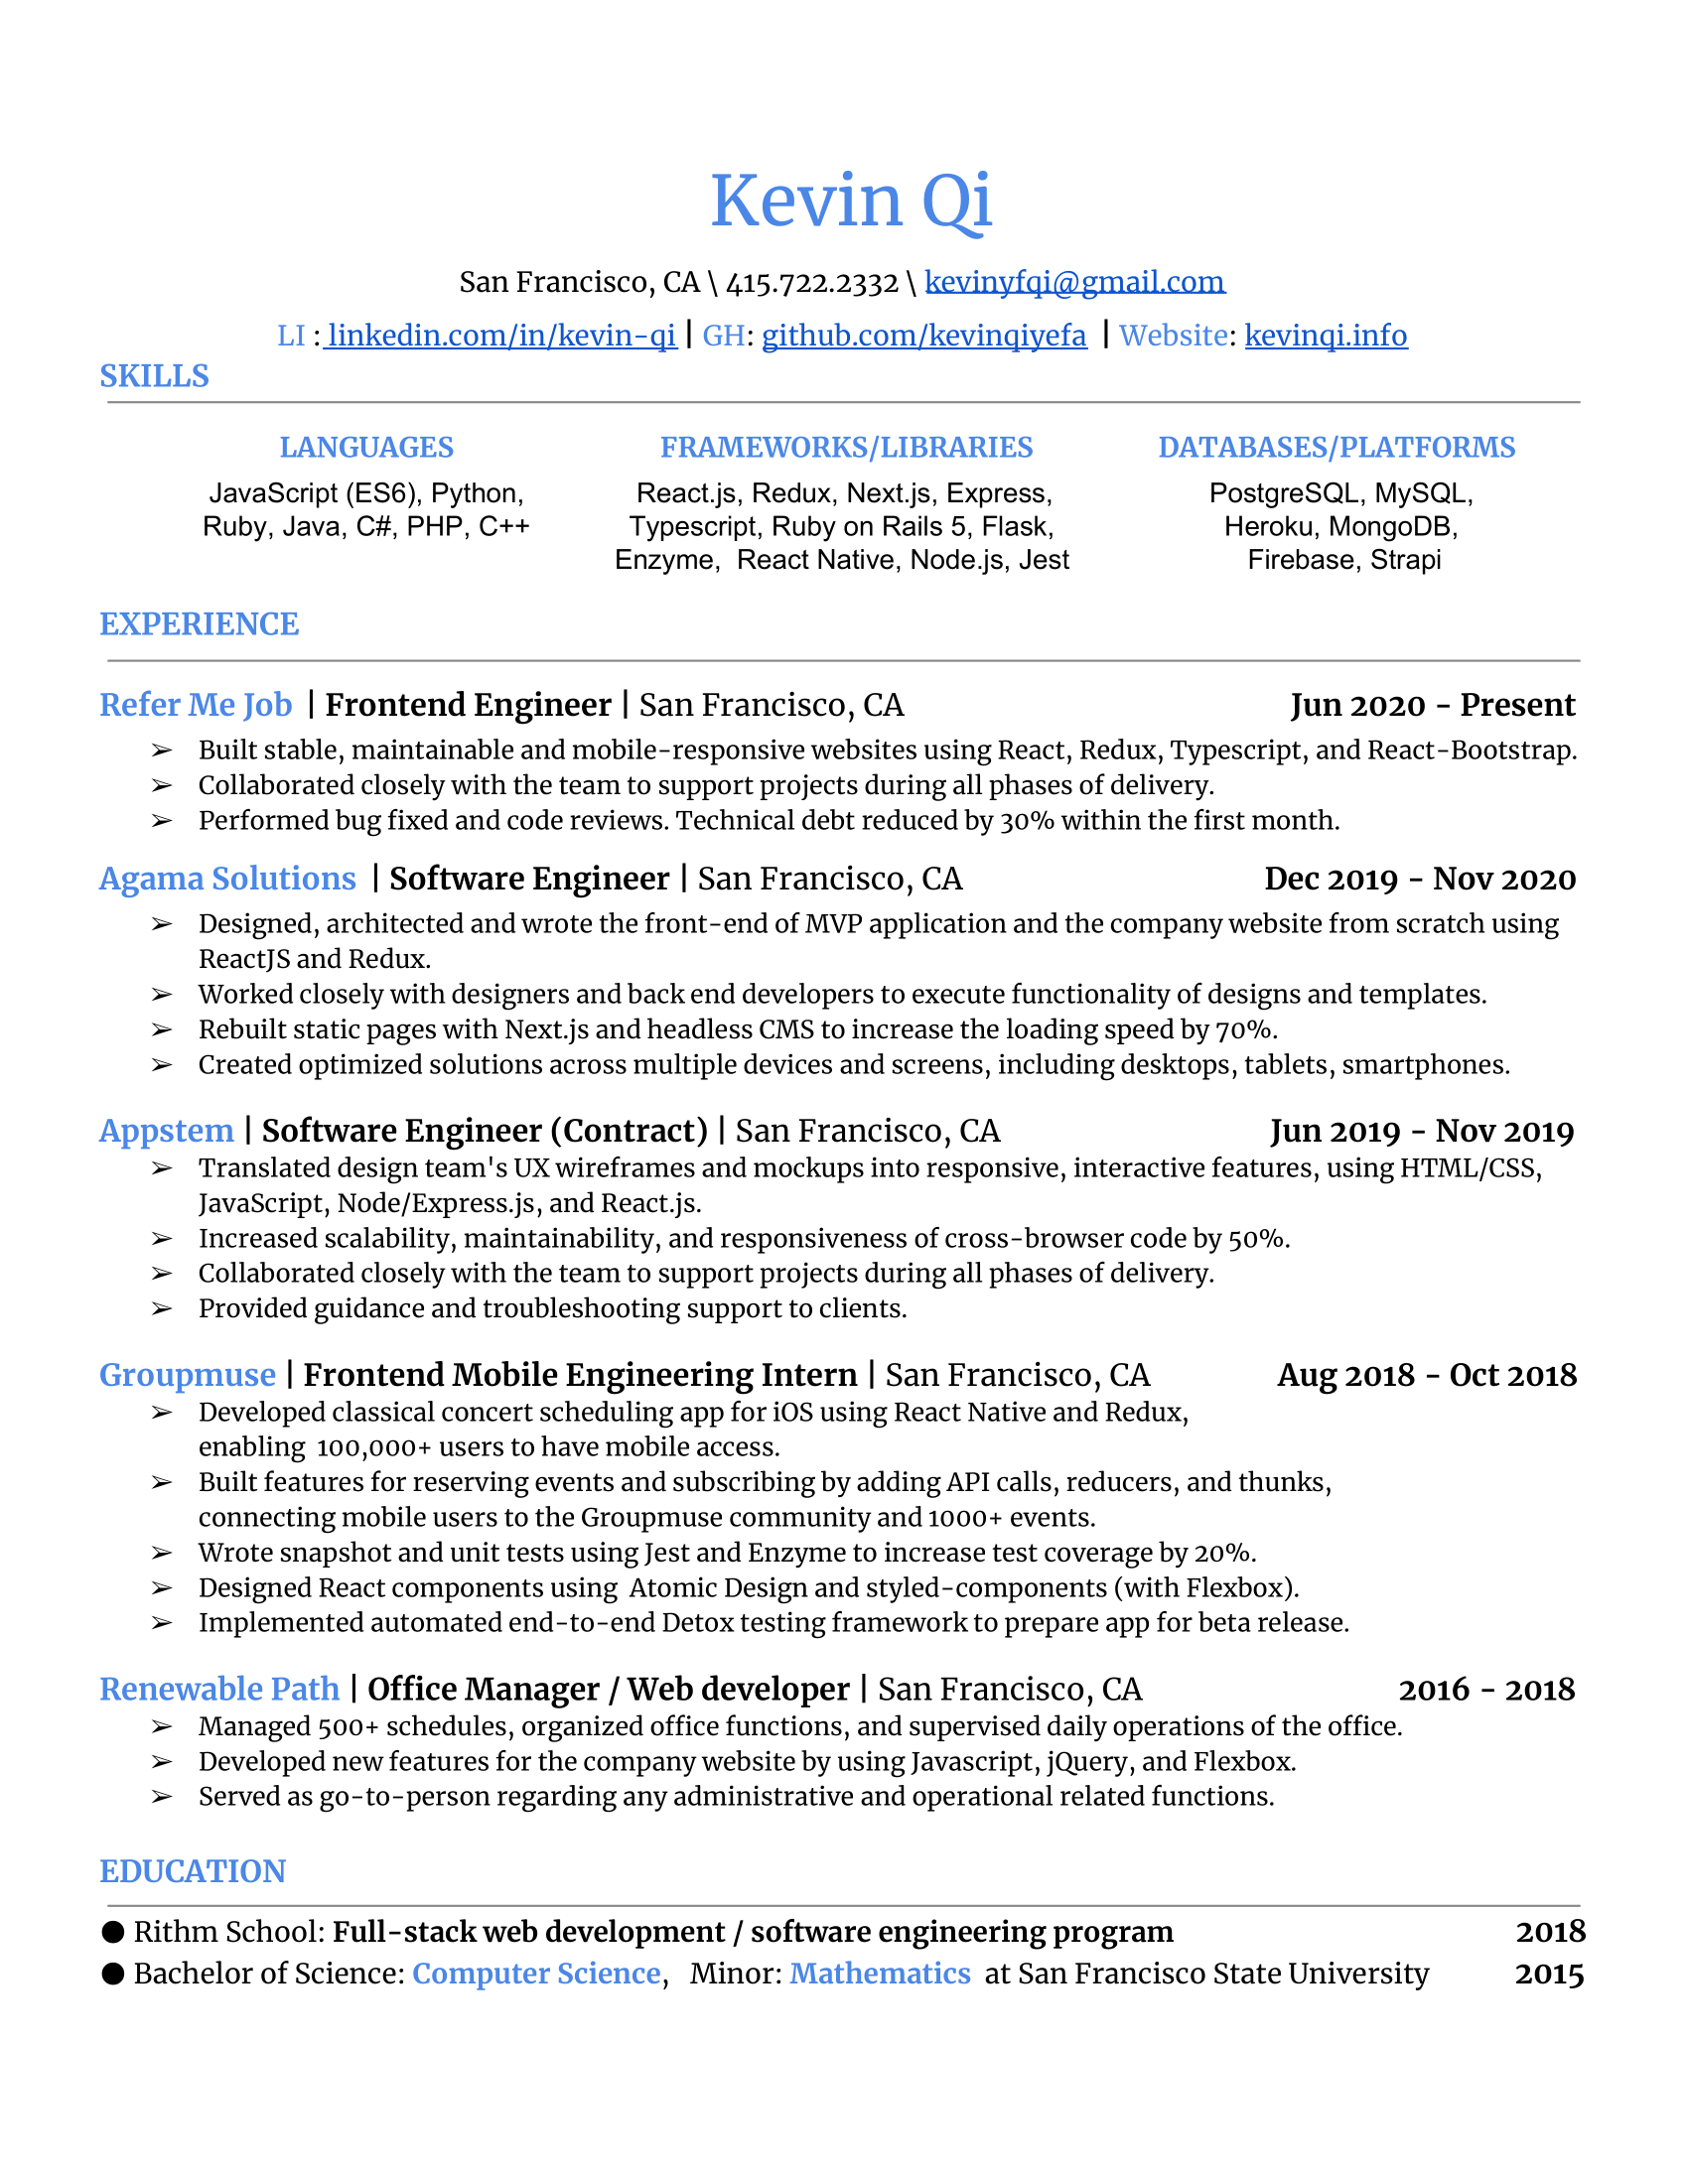 Kevin Qi
San Francisco, CA \ 415.722.2332 \ kevinyfqi@gmail.com
LI : linkedin.com/in/kevin-qi | GH: github.com/kevinqiyefa | Website: kevinqi.info
SKILLS
LANGUAGES
JavaScript (ES6), Python,
Ruby, Java, C#, PHP, C++
FRAMEWORKS/LIBRARIES
React.js, Redux, Next.js, Express,
Typescript, Ruby on Rails 5, Flask,
Enzyme, React Native, Node.js, Jest
DATABASES/PLATFORMS
PostgreSQL, MySQL,
Heroku, MongoDB,
Firebase, Strapi
EXPERIENCE
Refer Me Job | Frontend Engineer | San Francisco, CA Jun 2020 - Present
➢ Built stable, maintainable and mobile-responsive websites using React, Redux, Typescript, and React-Bootstrap.
➢ Collaborated closely with the team to support projects during all phases of delivery.
➢ Performed bug fixed and code reviews. Technical debt reduced by 30% within the first month.
Agama Solutions | Software Engineer | San Francisco, CA Dec 2019 - Nov 2020
➢ Designed, architected and wrote the front-end of MVP application and the company website from scratch using
ReactJS and Redux.
➢ Worked closely with designers and back end developers to execute functionality of designs and templates.
➢ Rebuilt static pages with Next.js and headless CMS to increase the loading speed by 70%.
➢ Created optimized solutions across multiple devices and screens, including desktops, tablets, smartphones.
Appstem | Software Engineer (Contract) | San Francisco, CA Jun 2019 - Nov 2019
➢ Translated design team's UX wireframes and mockups into responsive, interactive features, using HTML/CSS,
JavaScript, Node/Express.js, and React.js.
➢ Increased scalability, maintainability, and responsiveness of cross-browser code by 50%.
➢ Collaborated closely with the team to support projects during all phases of delivery.
➢ Provided guidance and troubleshooting support to clients.
Groupmuse | Frontend Mobile Engineering Intern | San Francisco, CA Aug 2018 - Oct 2018
➢ Developed classical concert scheduling app for iOS using React Native and Redux,
enabling 100,000+ users to have mobile access.
➢ Built features for reserving events and subscribing by adding API calls, reducers, and thunks,
connecting mobile users to the Groupmuse community and 1000+ events.
➢ Wrote snapshot and unit tests using Jest and Enzyme to increase test coverage by 20%.
➢ Designed React components using Atomic Design and styled-components (with Flexbox).
➢ Implemented automated end-to-end Detox testing framework to prepare app for beta release.
Renewable Path | Office Manager / Web developer | San Francisco, CA 2016 - 2018
➢ Managed 500+ schedules, organized office functions, and supervised daily operations of the office.
➢ Developed new features for the company website by using Javascript, jQuery, and Flexbox.
➢ Served as go-to-person regarding any administrative and operational related functions.
EDUCATION
● Rithm School: Full-stack web development / software engineering program 2018
● Bachelor of Science: Computer Science, Minor: Mathematics at San Francisco State University 2015